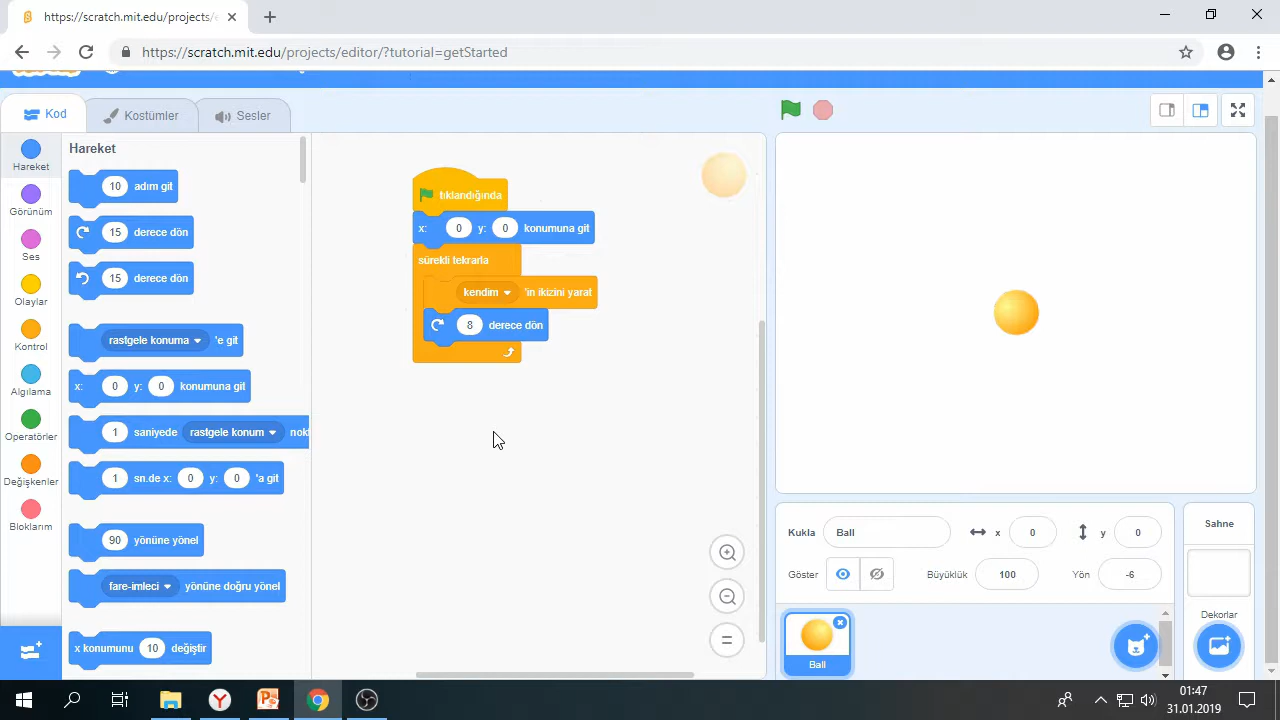 https://scratch.mit.edu/projects/e
https://scratch.mit.edu/projects/editor/?tutorial=getStarted
Kod
Kostümler
Sesler
Hareket
Görünüm
Ses
Olaylar
Kontrol
Algılama
Operatörler
Değişkenler
Bloklarım
Hareket
10 adım git
15 derece dön
15 derece dön
rastgele konuma 'e git
x: 0 y: 0 konumuna git
1 saniyede rastgele konum
1 sn.de x: 0 y: 0 'a git
90 yönüne yönel
fare-imleci yönüne doğru yönel
x konumunu 10 değiştir
tıklandığında
x: 0 y: 0 konumuna git
sürekli tekrarla
kendim 'in ikizini yarat
8 derece dön
Kukla Ball x 0 y 0
Göster Büyüklük 100 Yön -6
Ball
Sahne
Dekorlar
01:47
31.01.2019